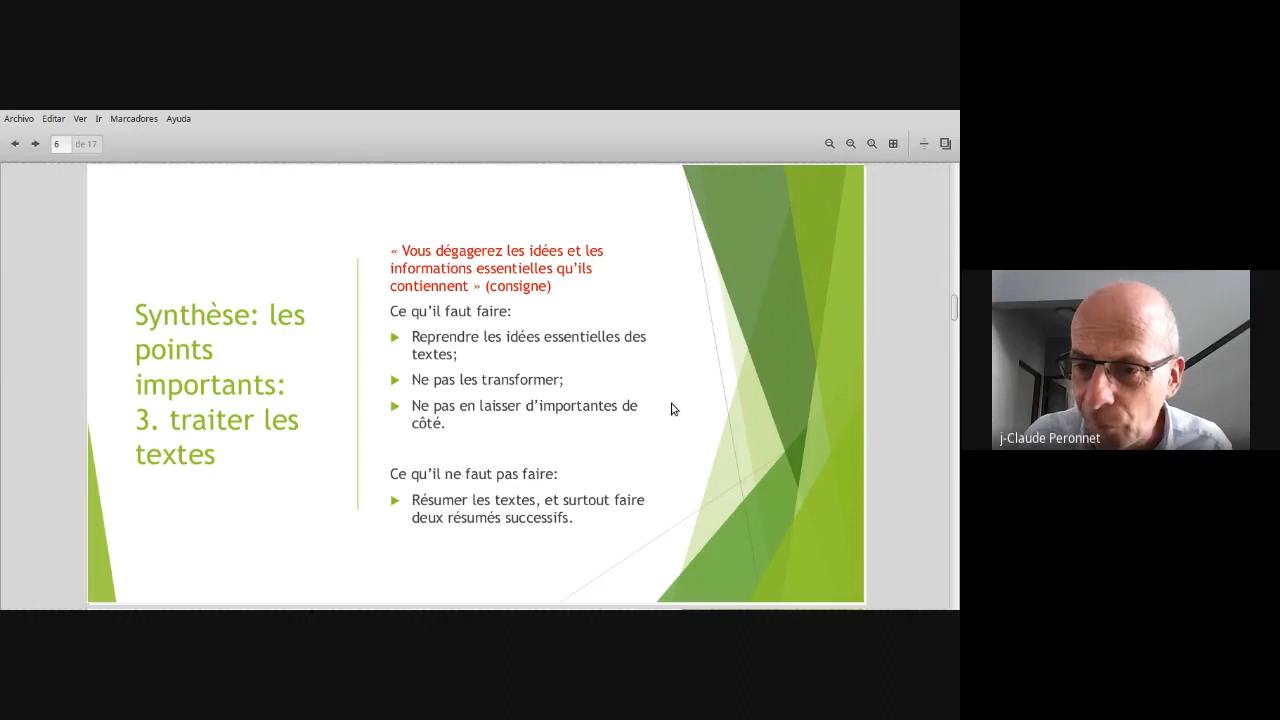 Archivo Editar Ver Ir Marcadores Ayuda
6 de 17
Synthèse: les
points
importants:
3. traiter les
textes
« Vous dégagerez les idées et les
informations essentielles qu’ils
contiennent » (consigne)
Ce qu’il faut faire:
Reprendre les idées essentielles des
textes;
Ne pas les transformer;
Ne pas en laisser d’importantes de
côté.
Ce qu’il ne faut pas faire:
Résumer les textes, et surtout faire
deux résumés successifs.
j-Claude Peronnet